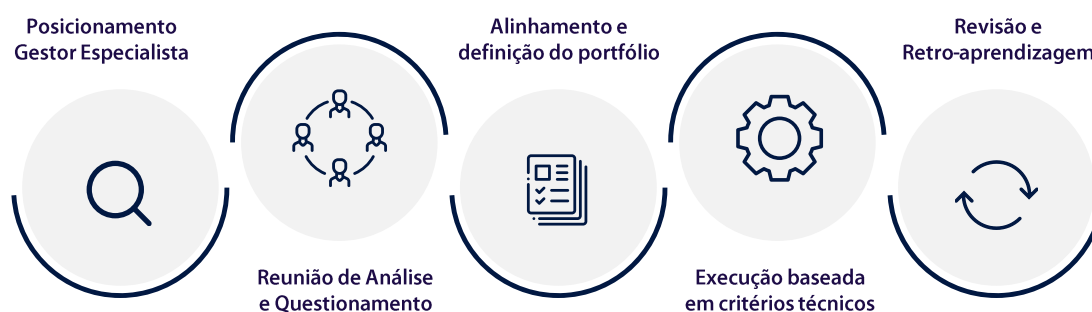 Posicionamento
Gestor Especialista
Reunião de Análise
e Questionamento
Alinhamento e
definição do portfólio
Execução baseada
em critérios técnicos
Revisão e
Retro-aprendizagem